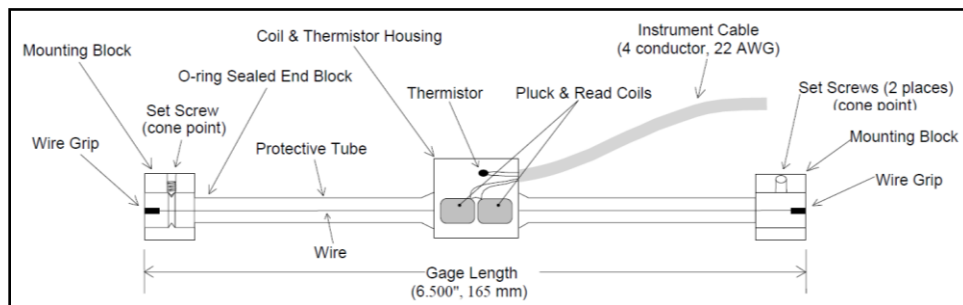 Instrument Cable
(4 conductor, 22 AWG)
Coil & Thermistor Housing
Mounting Block
O-ring Sealed End Block
Thermistor
Pluck & Read Coils
Set Screws (2 places)
cone point)
Set Screw
(cone point)
Mounting Block
Wire Grip
Protective Tube
Wire Grip
Wire
Gage Length
(6.500", 165 mm)